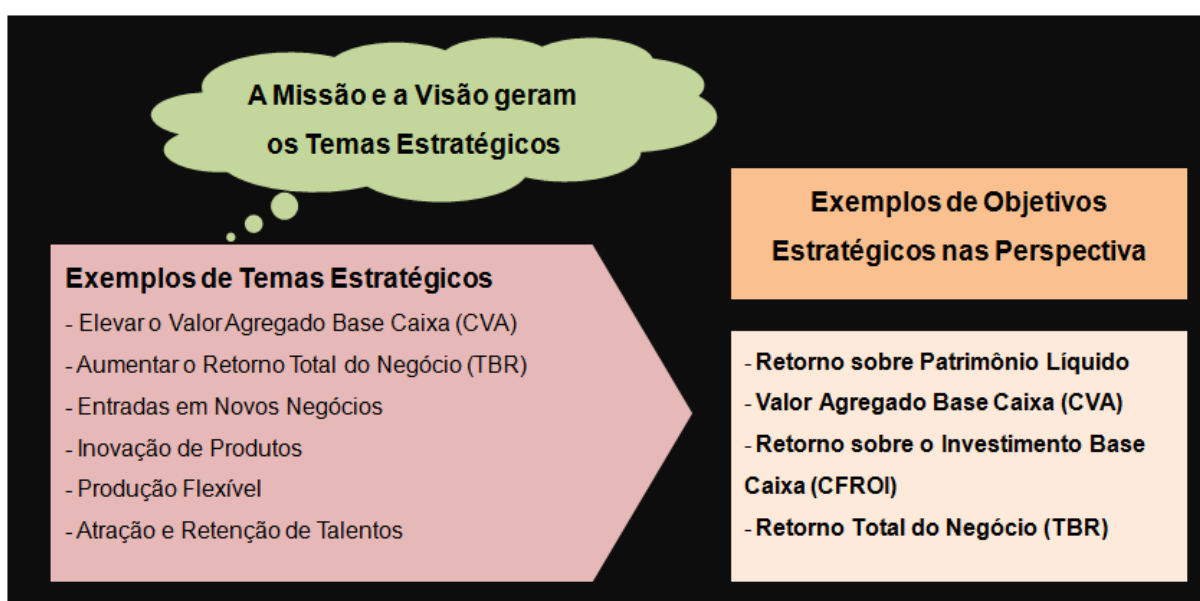 A Missão e a Visão geram
os Temas Estratégicos
Exemplos de Temas Estratégicos
- Elevar o Valor Agregado Base Caixa (CVA)
- Aumentar o Retorno Total do Negócio (TBR)
- Entradas em Novos Negócios
- Inovação de Produtos
- Produção Flexível
- Atração e Retenção de Talentos
Exemplos de Objetivos
Estratégicos nas Perspectiva
- Retorno sobre Patrimônio Líquido
- Valor Agregado Base Caixa (CVA)
- Retorno sobre o Investimento Base
Caixa (CFROI)
- Retorno Total do Negócio (TBR)